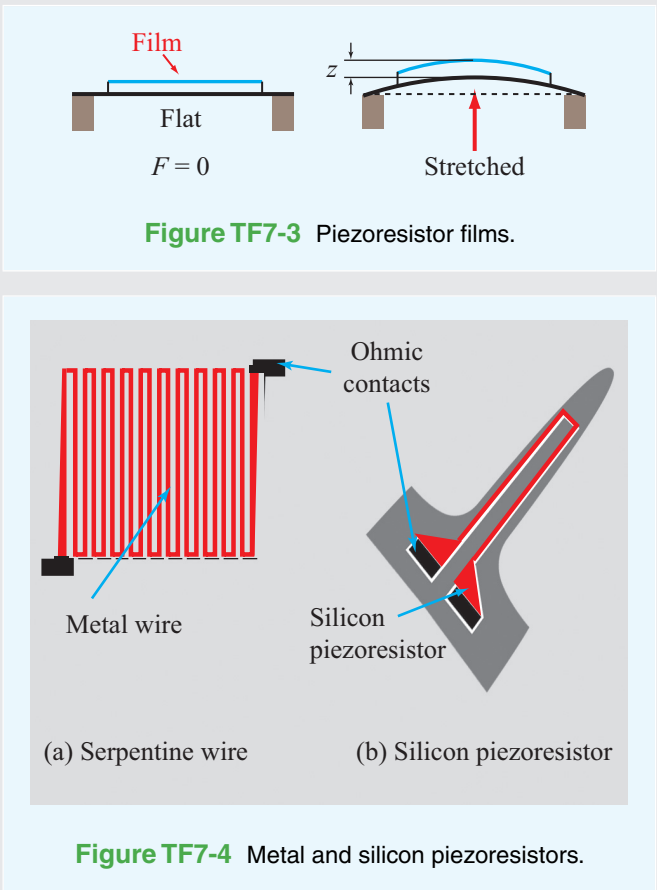 Film
z
Flat
F = 0
Stretched
Figure TF7-3 Piezoresistor films.
Ohmic
contacts
Metal wire
Silicon
piezoresistor
(a) Serpentine wire
(b) Silicon piezoresistor
Figure TF7-4 Metal and silicon piezoresistors.